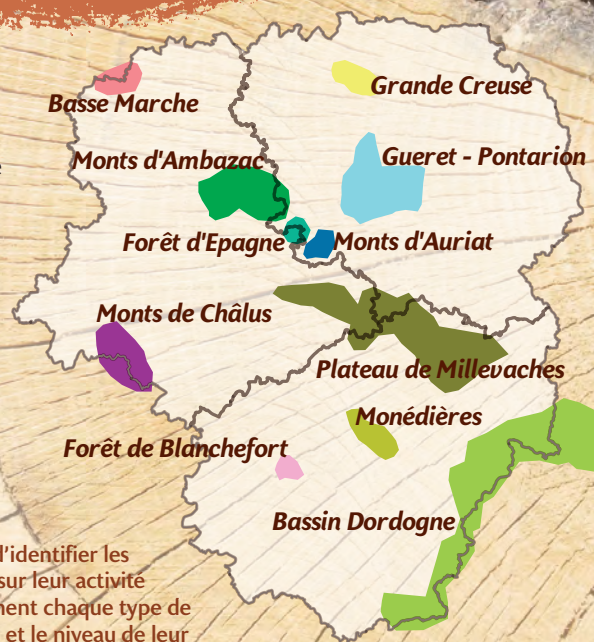 Basse Marche
Grande Creuse
Monts d'Ambazac
Gueret - Pontarion
Forêt d'Epagne
Monts d'Auriat
Monts de Châlus
Plateau de Millevaches
Monédières
Forêt de Blanchefort
Bassin Dordogne
d'identifier les
sur leur activité
ment chaque type de
et le niveau de leur